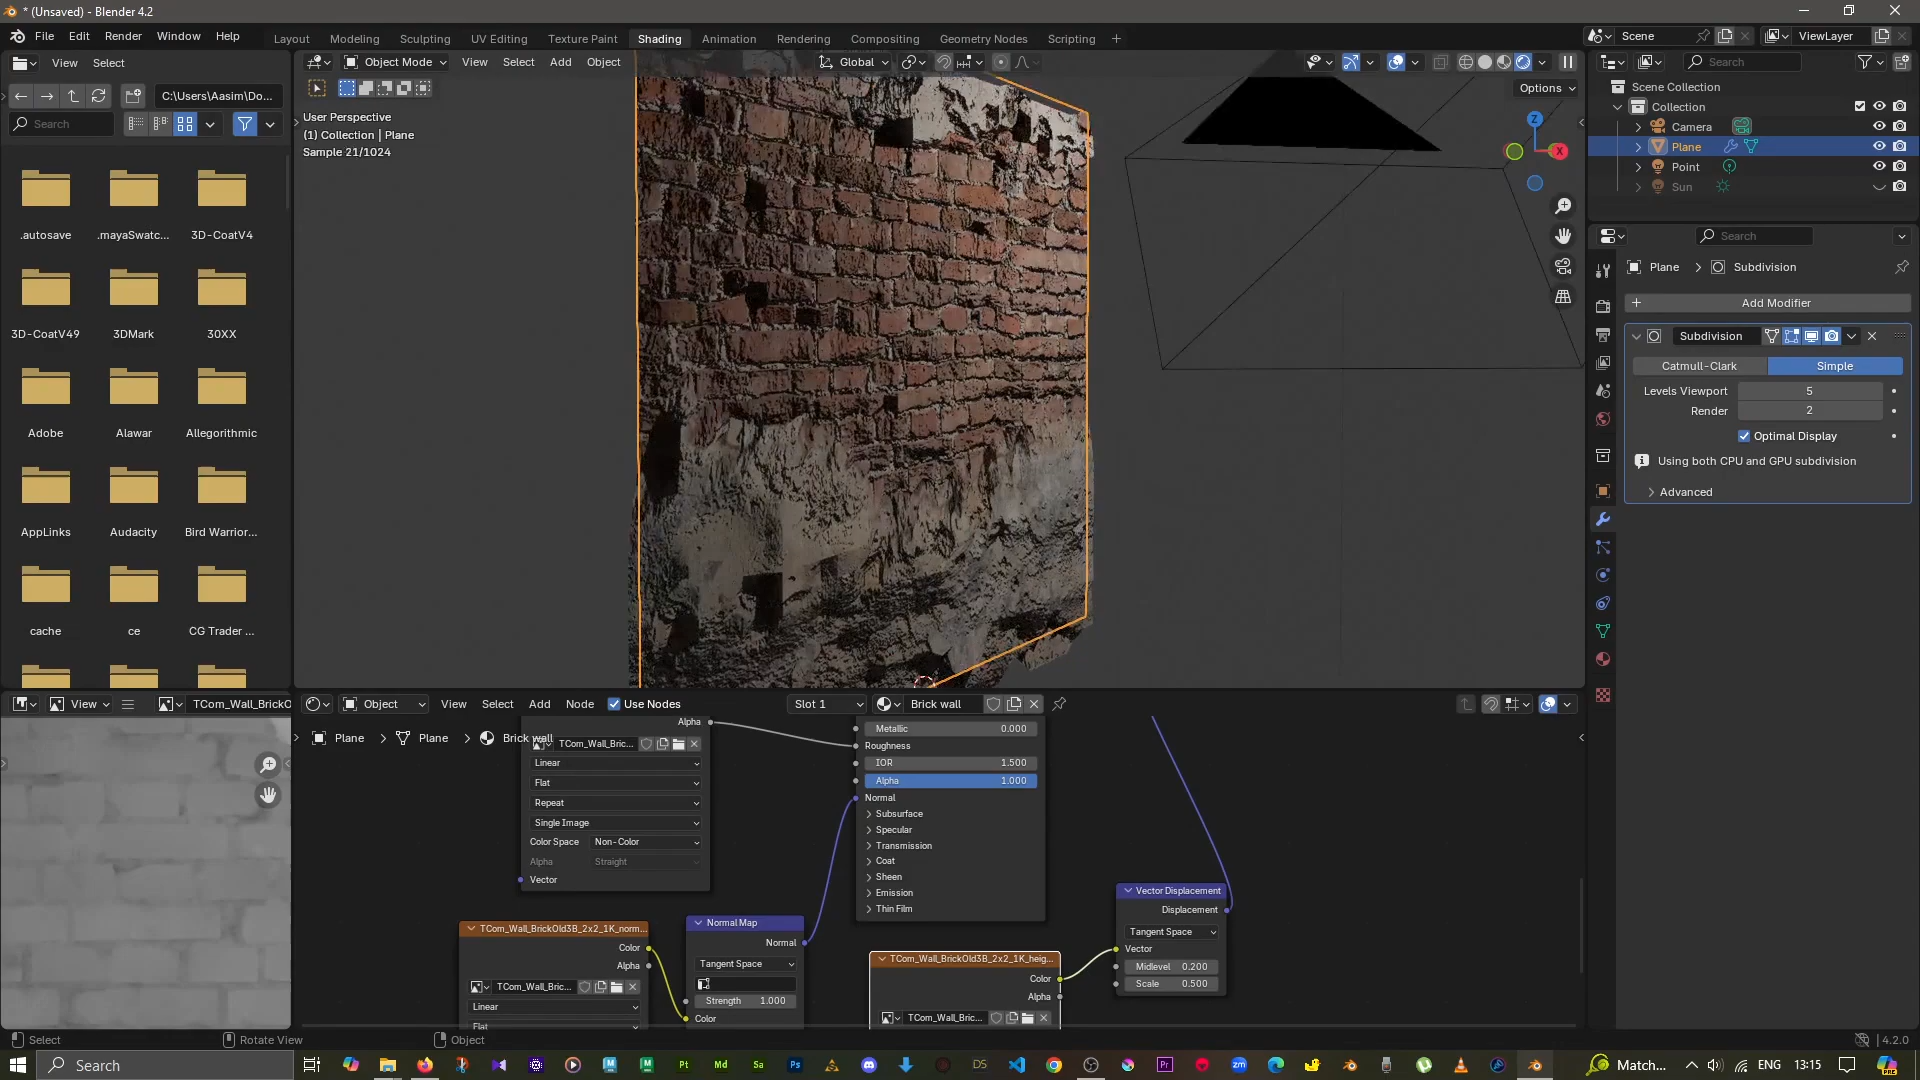 * (Unsaved) - Blender 4.2
File Edit Render Window Help
Layout Modeling Sculpting UV Editing Texture Paint Shading Animation Rendering Compositing Geometry Nodes Scripting +
Scene
ViewLayer
View Select
Object Mode View Select Add Object
Global
Search
C:\Users\Aasim\Do...
Search
Options
User Perspective
(1) Collection | Plane
Sample 21/1024
Z
X
Scene Collection
Collection
Camera
Plane
Point
Sun
.autosave
.mayaSwatc...
3D-CoatV4
3D-CoatV49
3DMark
30XX
Adobe
Alawar
Allegorithmic
AppLinks
Audacity
Bird Warrior...
cache
ce
CG Trader ...
Search
Plane > Subdivision
+ Add Modifier
Subdivision
Catmull-Clark Simple
Levels Viewport 5
Render 2
Optimal Display
Using both CPU and GPU subdivision
Advanced
View
TCom_Wall_BrickO
Object View Select Add Node Use Nodes
Slot 1
Brick wall
Plane > Plane > Brick wall
Alpha
TCom_Wall_Bric...
Linear
Flat
Repeat
Single Image
Color Space Non-Color
Alpha Straight
Vector
Metallic 0.000
Roughness
IOR 1.500
Alpha 1.000
Normal
Subsurface
Specular
Transmission
Coat
Sheen
Emission
Thin Film
TCom_Wall_BrickOld3B_2x2_1K_norm...
Color
Alpha
TCom_Wall_Bric...
Linear
Flat
Normal Map
Normal
Tangent Space
Strength 1.000
Color
TCom_Wall_BrickOld3B_2x2_1K_heig...
Color
Alpha
TCom_Wall_Bric...
Vector Displacement
Displacement
Tangent Space
Vector
Midlevel 0.200
Scale 0.500
Select
Rotate View
Object
4.2.0
Search
Pt
Md
Sa
Ps
DS
Pr
zm
Match...
ENG
13:15